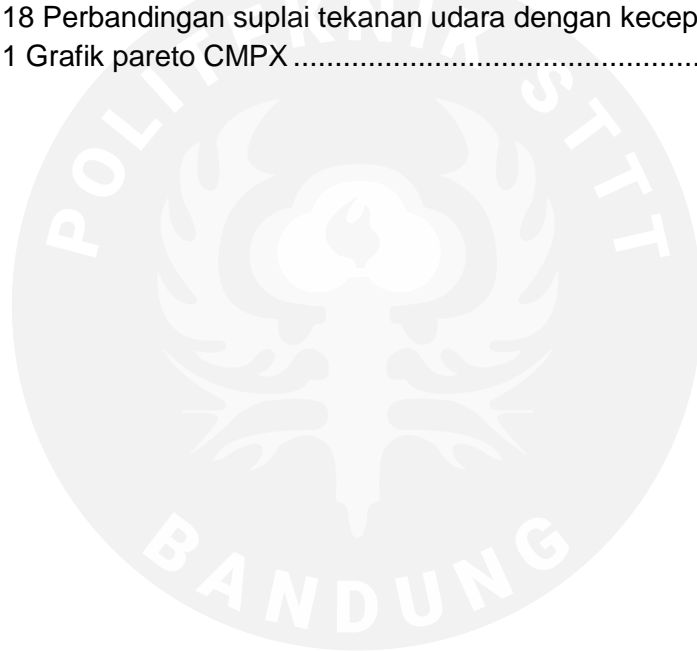 18 Perbandingan suplai tekanan udara dengan kecep
1 Grafik pareto CMPX ................................................
POLITEKNIK STTT
BANDUNG